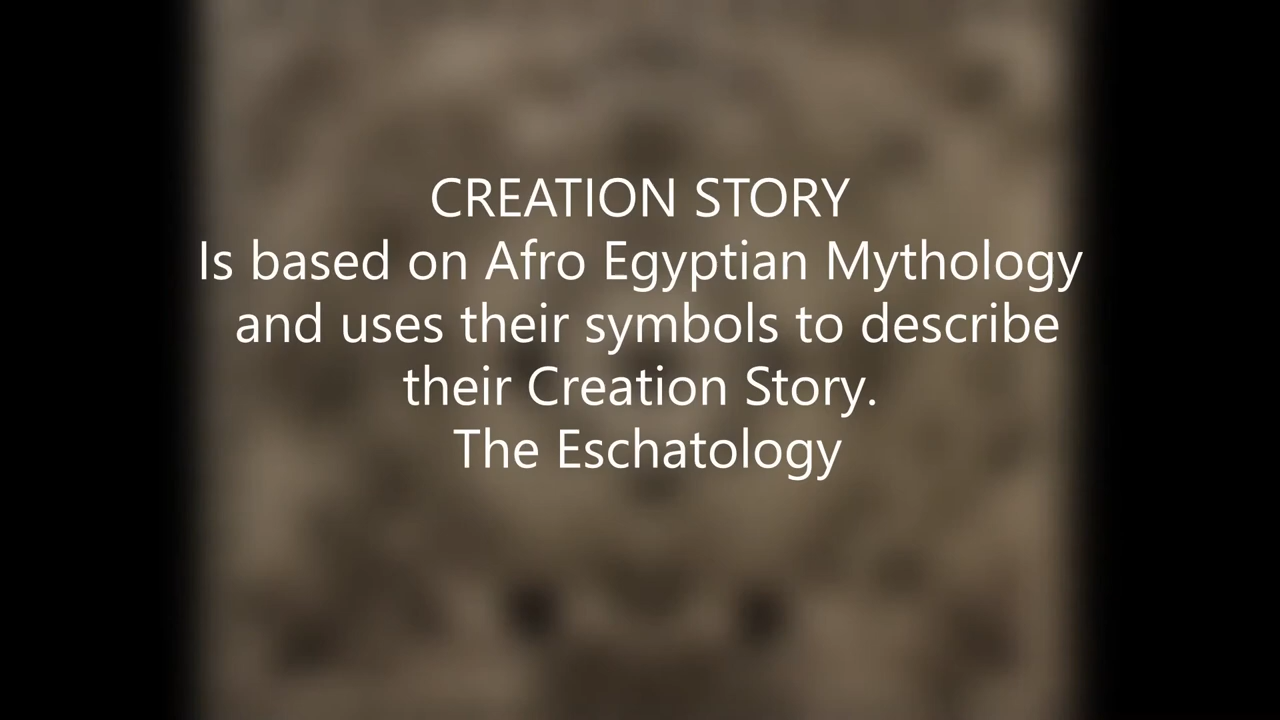 CREATION STORY
Is based on Afro Egyptian Mythology
and uses their symbols to describe
their Creation Story.
The Eschatology